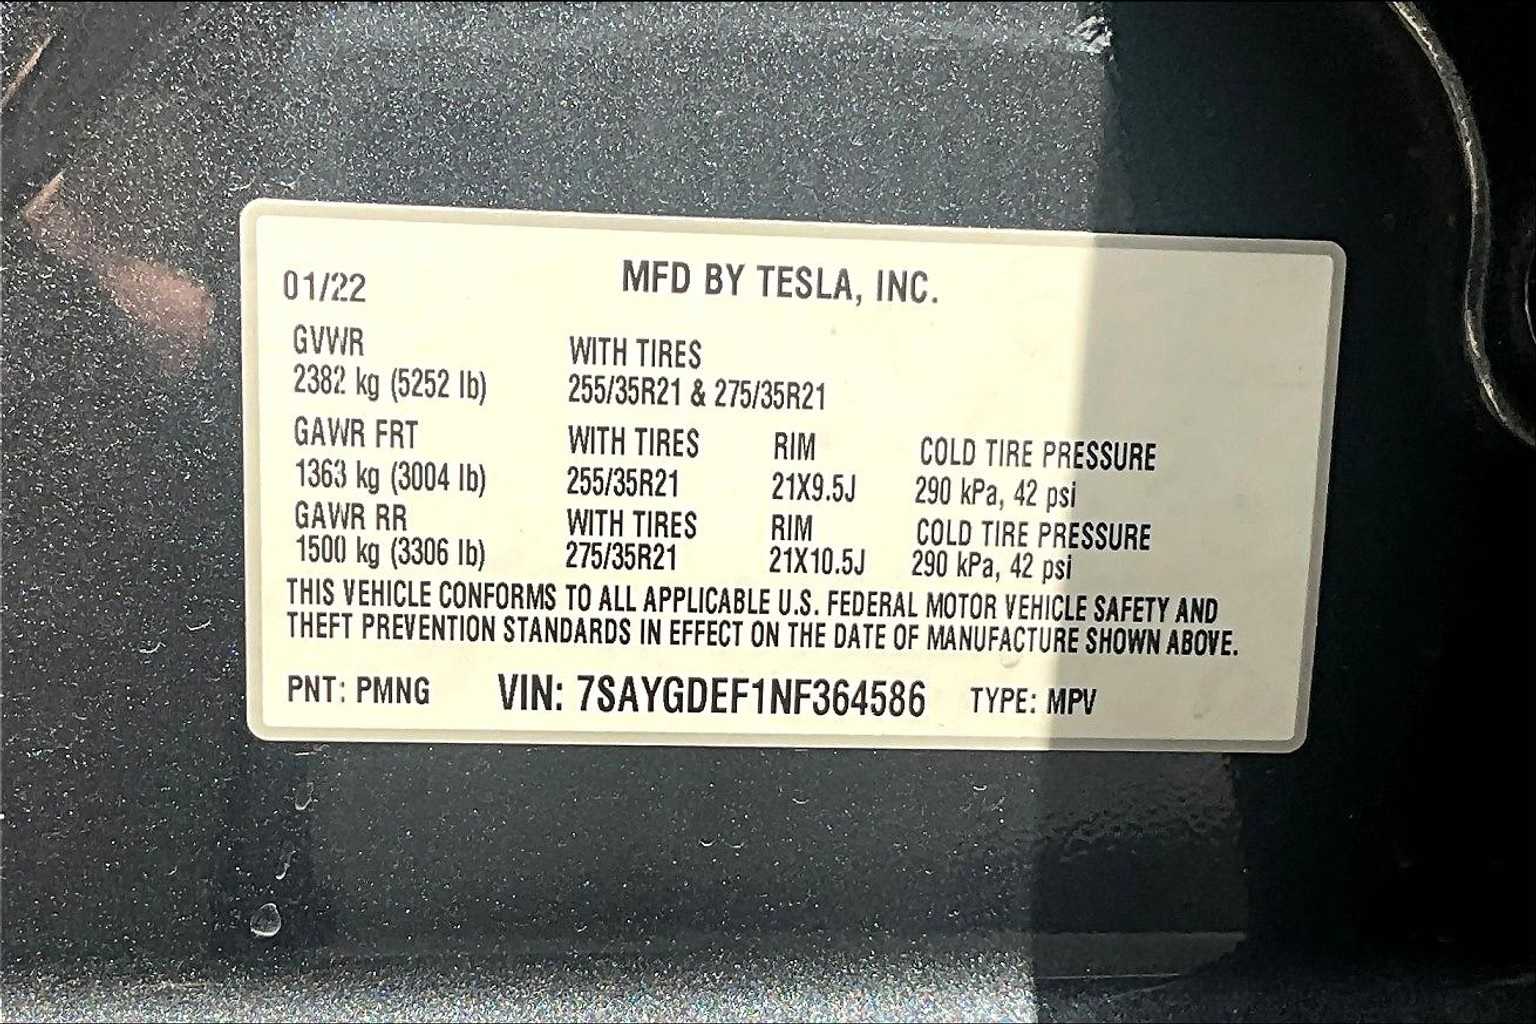 01/22 MFD BY TESLA, INC.
GVWR WITH TIRES
2382 kg (5252 lb) 255/35R21 & 275/35R21
GAWR FRT WITH TIRES RIM COLD TIRE PRESSURE
1363 kg (3004 lb) 255/35R21 21X9.5J 290 kPa, 42 psi
GAWR RR WITH TIRES RIM COLD TIRE PRESSURE
1500 kg (3306 lb) 275/35R21 21X10.5J 290 kPa, 42 psi
THIS VEHICLE CONFORMS TO ALL APPLICABLE U.S. FEDERAL MOTOR VEHICLE SAFETY AND
THEFT PREVENTION STANDARDS IN EFFECT ON THE DATE OF MANUFACTURE SHOWN ABOVE.
PNT: PMNG VIN: 7SAYGDEF1NF364586 TYPE: MPV